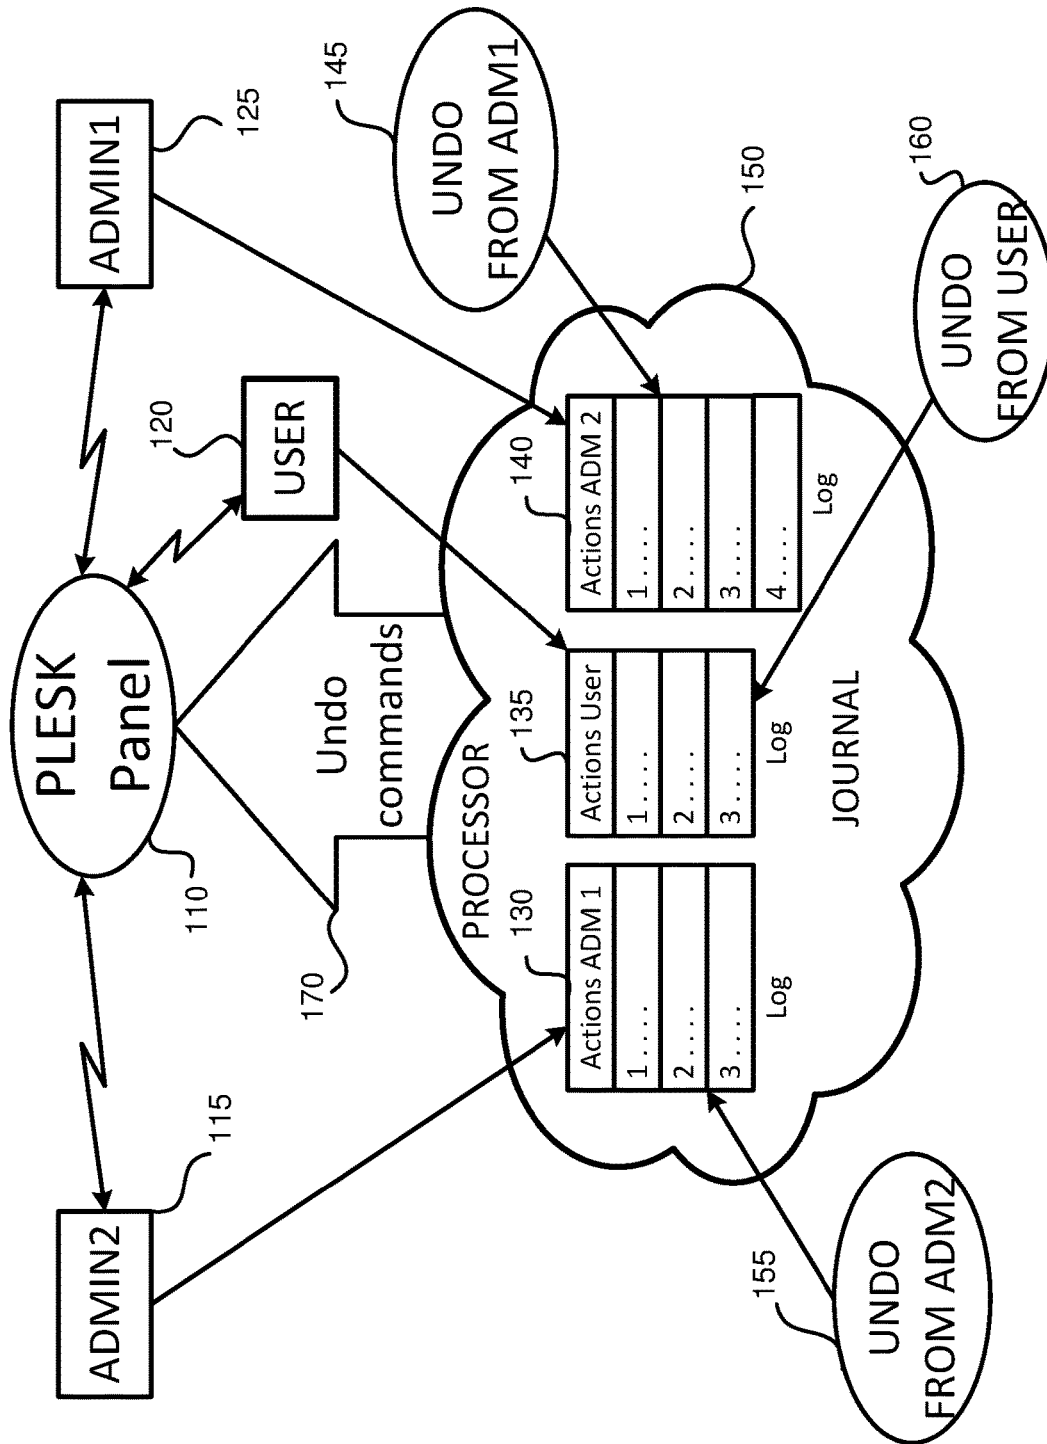 PLESK
Panel
110
ADMIN2
115
USER
120
ADMIN1
125
Undo
commands
170
PROCESSOR
130
Actions ADM 1
1.....
2.....
3.....
Log
135
Actions User
1.....
2.....
3.....
Log
140
Actions ADM 2
1.....
2.....
3.....
4.....
Log
JOURNAL
150
UNDO
FROM ADM1
145
UNDO
FROM ADM2
155
UNDO
FROM USER
160